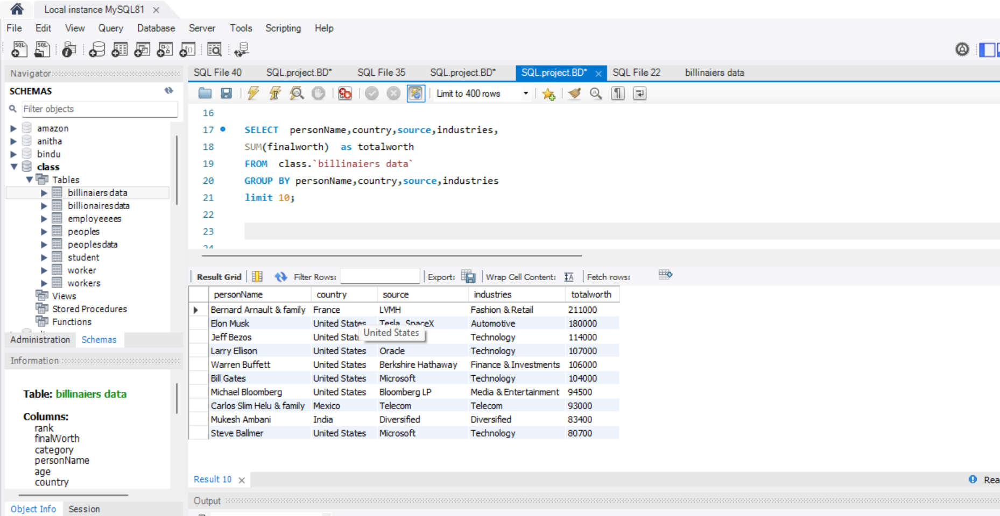 Local instance MySQL81
File Edit View Query Database Server Tools Scripting Help
Navigator
SCHEMAS
Filter objects
amazon
anitha
bindu
class
Tables
billinaiers data
billionairesdata
employeeees
peoples
peoplesdata
student
worker
workers
Views
Stored Procedures
Functions
Administration Schemas
Information
Table: billinaiers data
Columns:
rank
finalWorth
category
personName
age
country
Object Info Session
SQL File 40 SQL.project.BD* SQL File 35 SQL.project.BD* SQL.project.BD* SQL File 22 billinaiers data
Limit to 400 rows
16
17 SELECT personName,country,source,industries,
18 SUM(finalworth) as totalworth
19 FROM class.`billinaiers data`
20 GROUP BY personName,country,source,industries
21 limit 10;
22
23
24
Result Grid Filter Rows: Export: Wrap Cell Content: Fetch rows:
personName country source industries totalworth
Bernard Arnault & family France LVMH Fashion & Retail 211000
Elon Musk United States Tesla, SpaceX Automotive 180000
Jeff Bezos United States Technology 114000
United States
Larry Ellison United States Oracle Technology 107000
Warren Buffett United States Berkshire Hathaway Finance & Investments 106000
Bill Gates United States Microsoft Technology 104000
Michael Bloomberg United States Bloomberg LP Media & Entertainment 94500
Carlos Slim Helu & family Mexico Telecom Telecom 93000
Mukesh Ambani India Diversified Diversified 83400
Steve Ballmer United States Microsoft Technology 80700
Result 10
Rea
Output